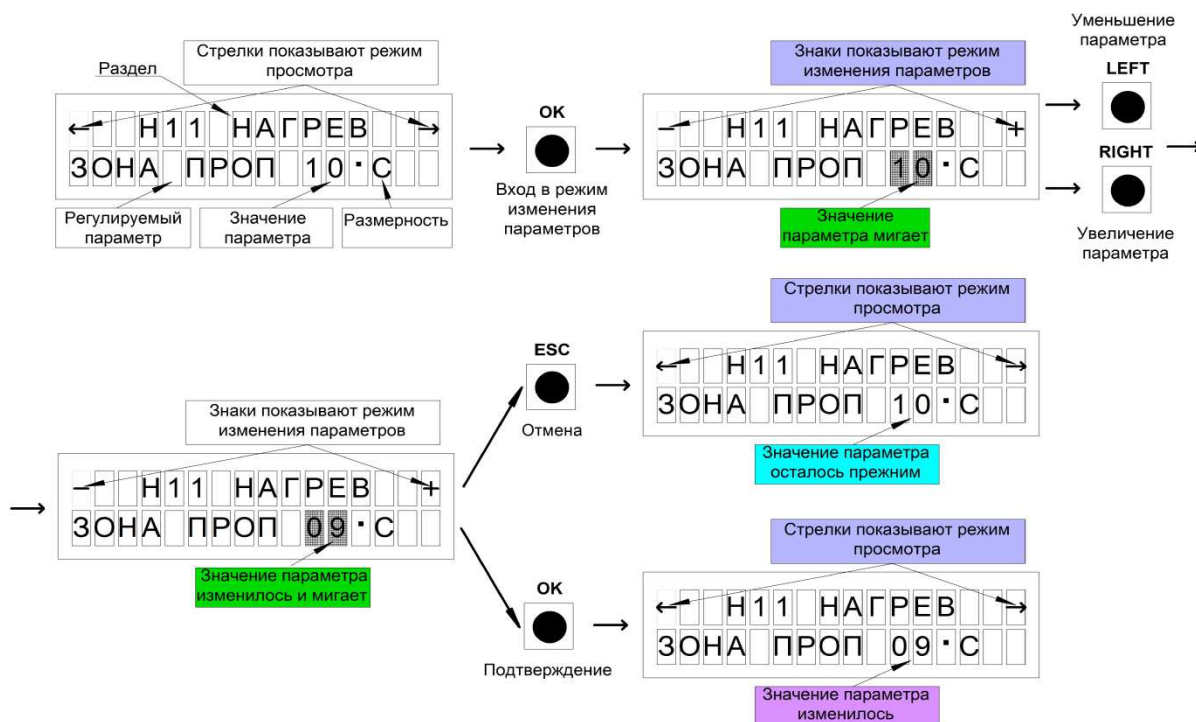 Стрелки показывают режим
просмотра
Раздел
← Н11 НАГРЕВ →
ЗОНА ПРОП 10°С
Регулируемый
параметр
Значение
параметра
Размерность
OK
Вход в режим
изменения
параметров
Знаки показывают режим
изменения параметров
− Н11 НАГРЕВ +
ЗОНА ПРОП 10°С
Значение
параметра мигает
Уменьшение
параметра
LEFT
RIGHT
Увеличение
параметра
Знаки показывают режим
изменения параметров
− Н11 НАГРЕВ +
ЗОНА ПРОП 09°С
Значение параметра
изменилось и мигает
ESC
Отмена
Стрелки показывают режим
просмотра
← Н11 НАГРЕВ →
ЗОНА ПРОП 10°С
Значение параметра
осталось прежним
OK
Подтверждение
Стрелки показывают режим
просмотра
← Н11 НАГРЕВ →
ЗОНА ПРОП 09°С
Значение параметра
изменилось